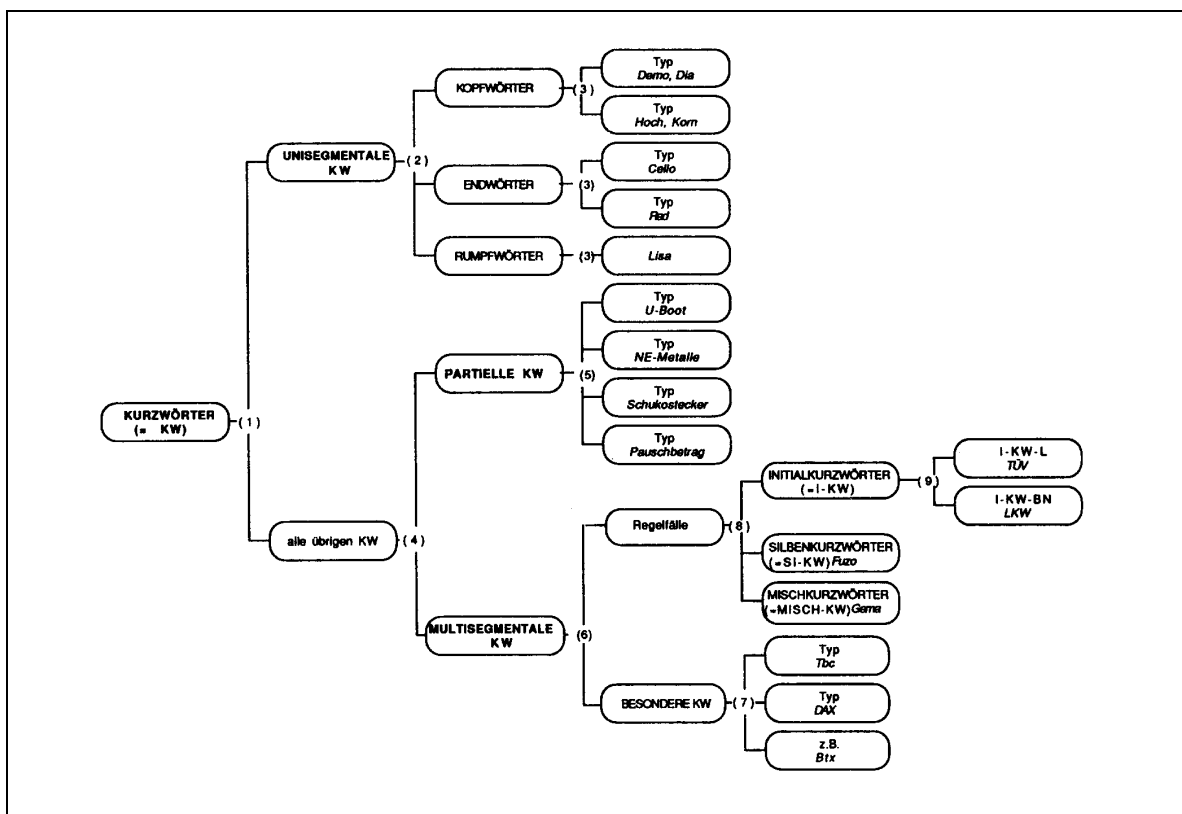 KURZWÖRTER
(= KW)
(1)
UNISEGMENTALE
KW
(2)
KOPFWÖRTER
(3)
Typ
Demo, Dia
Typ
Hoch, Korn
ENDWÖRTER
(3)
Typ
Cello
Typ
Rad
RUMPFWÖRTER
(3)
Lisa
alle übrigen KW
(4)
PARTIELLE KW
(5)
Typ
U-Boot
Typ
NE-Metalle
Typ
Schukostecker
Typ
Pauschbetrag
MULTISEGMENTALE
KW
(6)
Regelfälle
(8)
INITIALKURZWÖRTER
(=I-KW)
(9)
I-KW-L
TÜV
I-KW-BN
LKW
SILBENKURZWÖRTER
(=SI-KW) Fuzo
MISCHKURZWÖRTER
(=MISCH-KW) Gema
BESONDERE KW
(7)
Typ
Tbc
Typ
DAX
z.B.
Btx